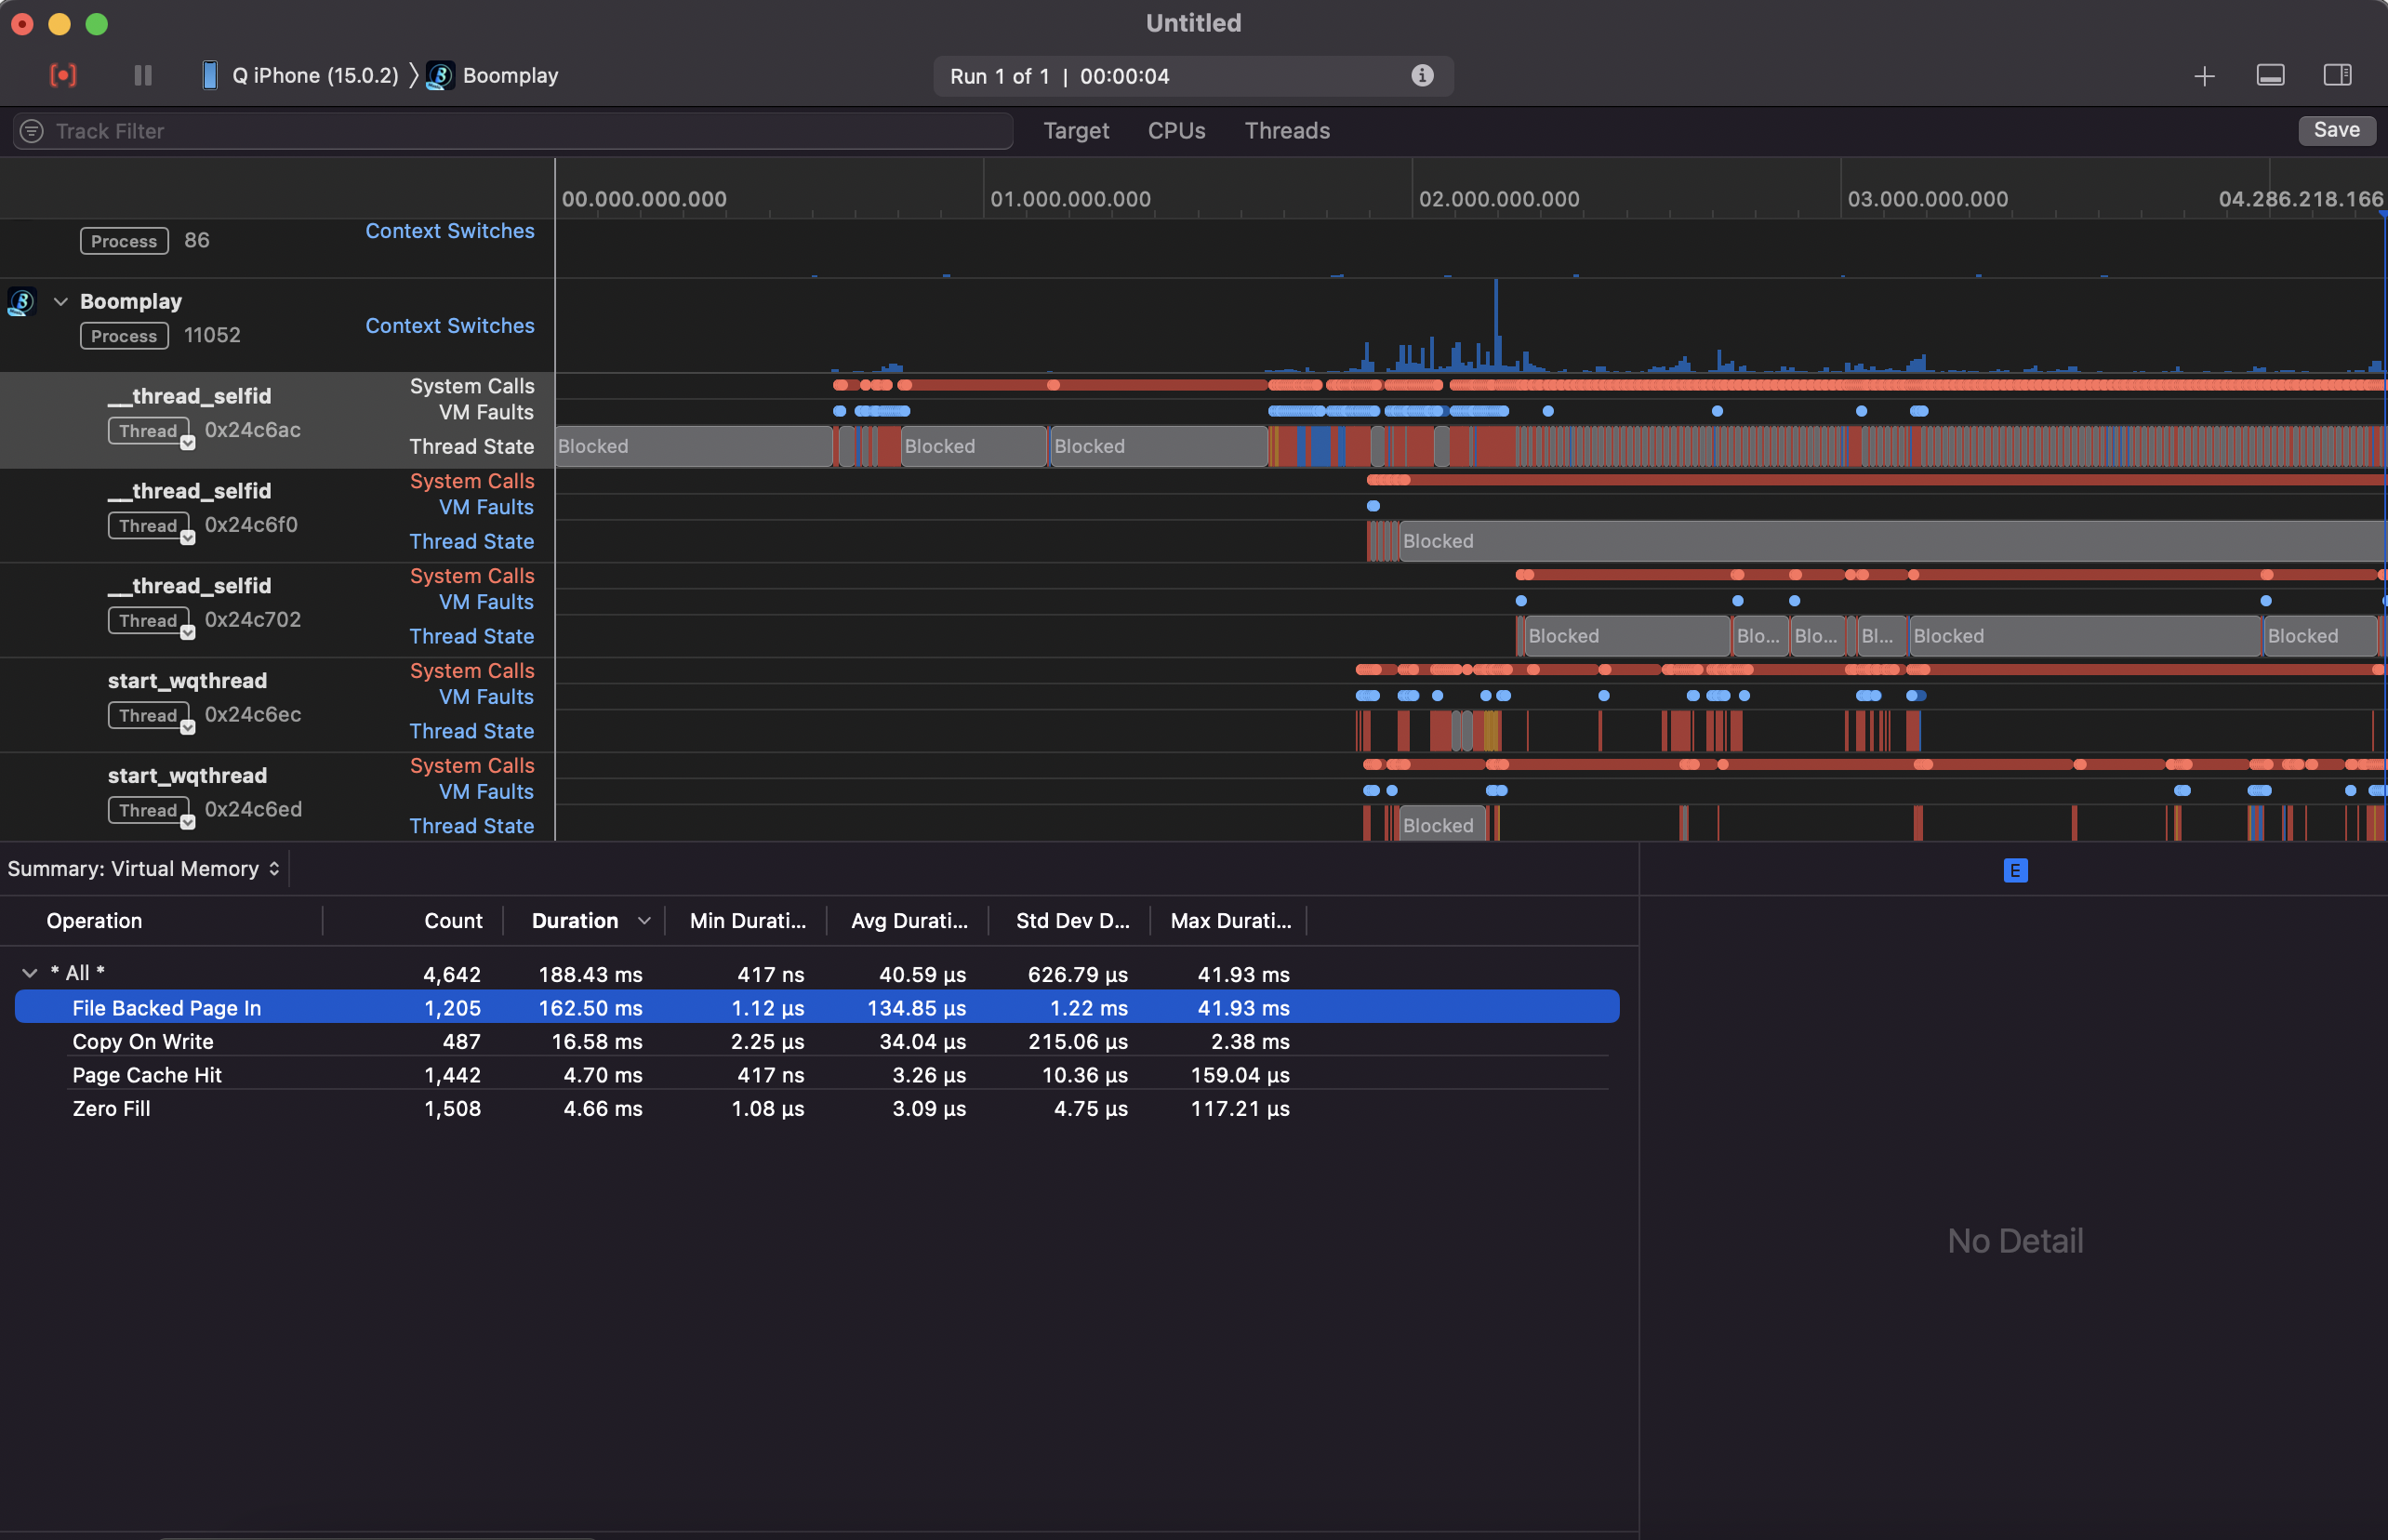 Untitled
Q iPhone (15.0.2) 〉 Boomplay
Run 1 of 1 | 00:00:04
Track Filter
Target CPUs Threads
Save
00.000.000.000 01.000.000.000 02.000.000.000 03.000.000.000 04.286.218.166
Process 86 Context Switches
Boomplay
Process 11052 Context Switches
__thread_selfid System Calls
VM Faults
Thread 0x24c6ac Thread State Blocked Blocked Blocked
__thread_selfid System Calls
VM Faults
Thread 0x24c6f0 Thread State Blocked
__thread_selfid System Calls
VM Faults
Thread 0x24c702 Thread State Blocked Blo... Blo... Bl... Blocked Blocked
start_wqthread System Calls
VM Faults
Thread 0x24c6ec Thread State
start_wqthread System Calls
VM Faults
Thread 0x24c6ed Thread State Blocked
Summary: Virtual Memory
E
Operation Count Duration Min Durati... Avg Durati... Std Dev D... Max Durati...
* All * 4,642 188.43 ms 417 ns 40.59 µs 626.79 µs 41.93 ms
File Backed Page In 1,205 162.50 ms 1.12 µs 134.85 µs 1.22 ms 41.93 ms
Copy On Write 487 16.58 ms 2.25 µs 34.04 µs 215.06 µs 2.38 ms
Page Cache Hit 1,442 4.70 ms 417 ns 3.26 µs 10.36 µs 159.04 µs
Zero Fill 1,508 4.66 ms 1.08 µs 3.09 µs 4.75 µs 117.21 µs
No Detail